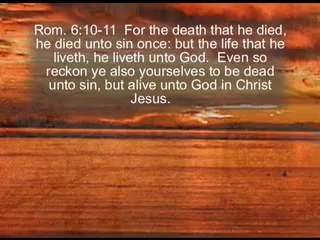 Rom. 6:10-11  For the death that he died,
he died unto sin once: but the life that he
liveth, he liveth unto God.  Even so
reckon ye also yourselves to be dead
unto sin, but alive unto God in Christ
Jesus.